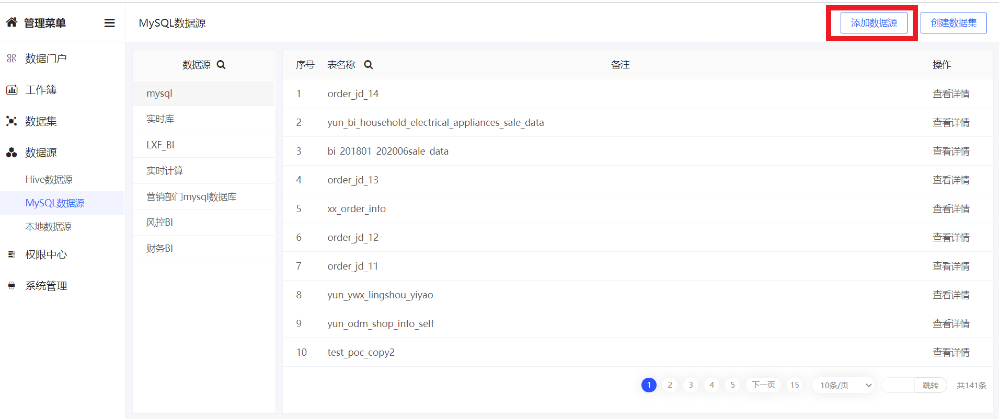 管理菜单
MySQL数据源
添加数据源
创建数据集
数据门户
工作簿
数据集
数据源
Hive数据源
MySQL数据源
本地数据源
权限中心
系统管理
数据源
mysql
实时库
LXF_BI
实时计算
营销部门mysql数据库
风控BI
财务BI
序号 表名称 备注 操作
1 order_jd_14 查看详情
2 yun_bi_household_electrical_appliances_sale_data 查看详情
3 bi_201801_202006sale_data 查看详情
4 order_jd_13 查看详情
5 xx_order_info 查看详情
6 order_jd_12 查看详情
7 order_jd_11 查看详情
8 yun_ywx_lingshou_yiyao 查看详情
9 yun_odm_shop_info_self 查看详情
10 test_poc_copy2 查看详情
1 2 3 4 5 下一页 15 10条/页 跳转 共141条